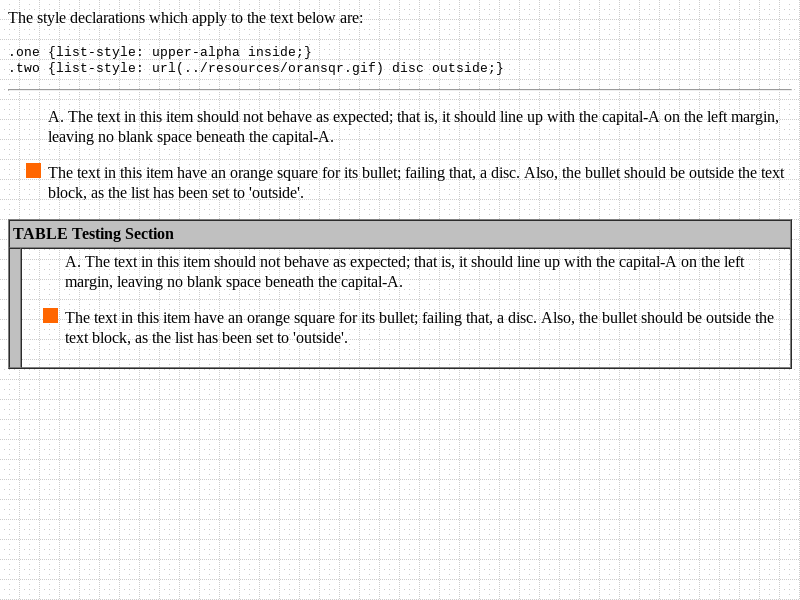 The style declarations which apply to the text below are:
.one {list-style: upper-alpha inside;}
.two {list-style: url(../resources/oransqr.gif) disc outside;}
A. The text in this item should not behave as expected; that is, it should line up with the capital-A on the left margin,
leaving no blank space beneath the capital-A.
The text in this item have an orange square for its bullet; failing that, a disc. Also, the bullet should be outside the text
block, as the list has been set to 'outside'.
TABLE Testing Section
A. The text in this item should not behave as expected; that is, it should line up with the capital-A on the left
margin, leaving no blank space beneath the capital-A.
The text in this item have an orange square for its bullet; failing that, a disc. Also, the bullet should be outside the
text block, as the list has been set to 'outside'.